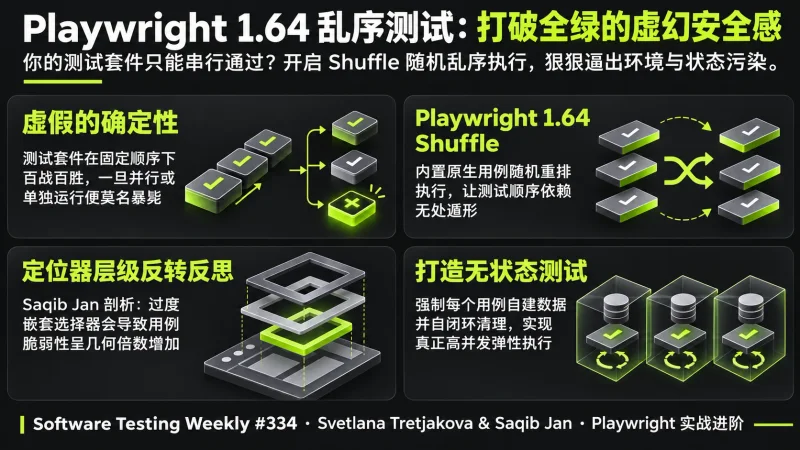 Playwright 1.64 乱序测试：打破全绿的虚幻安全感
你的测试套件只能串行通过？开启 Shuffle 随机乱序执行，狠狠逼出环境与状态污染。
虚假的确定性
测试套件在固定顺序下
百战百胜，一旦并行或
单独运行便莫名暴毙
Playwright 1.64
Shuffle
内置原生用例随机重排
执行，让测试顺序依赖
无处遁形
定位器层级反转反思
Saqib Jan 剖析：过度
嵌套选择器会导致用例
脆弱性呈几何倍数增加
打造无状态测试
强制每个用例自建数据
并自闭环清理，实现
真正高并发弹性执行
Software Testing Weekly #334 · Svetlana Tretjakova & Saqib Jan · Playwright 实战进阶